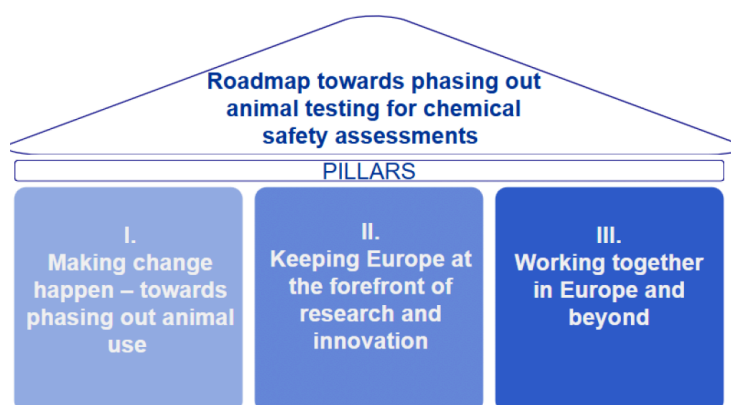 Roadmap towards phasing out
animal testing for chemical
safety assessments
PILLARS
I.
Making change
happen – towards
phasing out animal
use
II.
Keeping Europe at
the forefront of
research and
innovation
III.
Working together
in Europe and
beyond